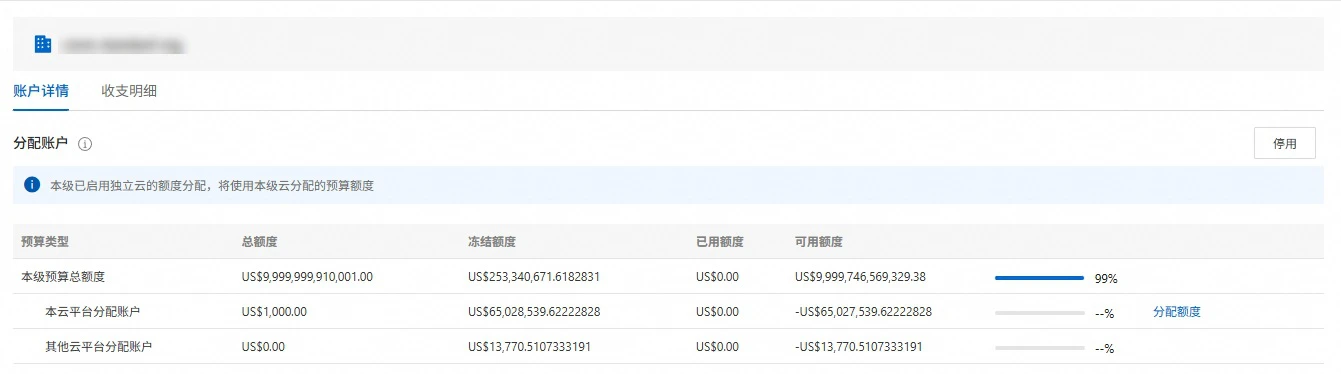 账户详情 收支明细
分配账户 停用
本级已启用独立云的额度分配，将使用本级云分配的预算额度
预算类型 总额度 冻结额度 已用额度 可用额度
本级预算总额度 US$9,999,999,910,001.00 US$253,340,671.6182831 US$0.00 US$9,999,746,569,329.38 99%
本云平台分配账户 US$1,000.00 US$65,028,539.62222828 US$0.00 -US$65,027,539.62222828 --% 分配额度
其他云平台分配账户 US$0.00 US$13,770.5107333191 US$0.00 -US$13,770.5107333191 --%